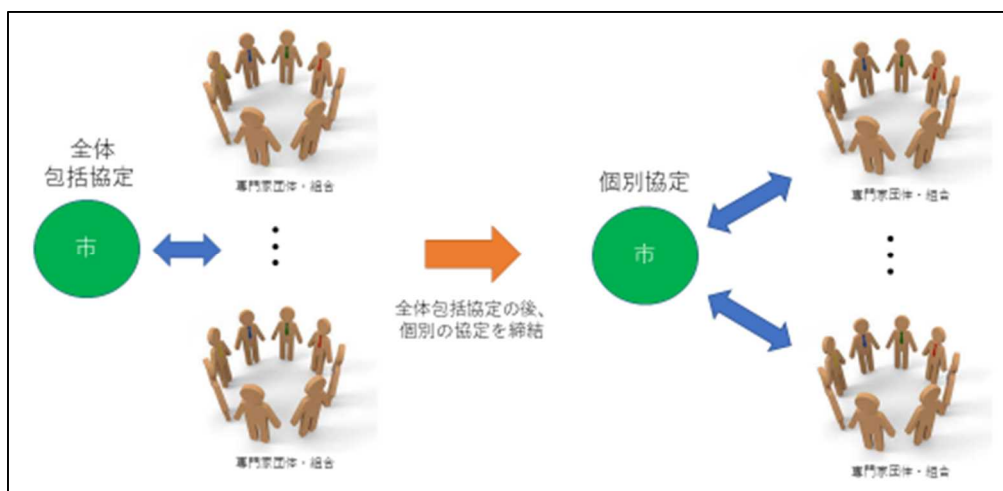 全体
包括協定
市
専門家団体・組合
専門家団体・組合
全体包括協定の後、
個別の協定を締結
個別協定
市
専門家団体・組合
専門家団体・組合